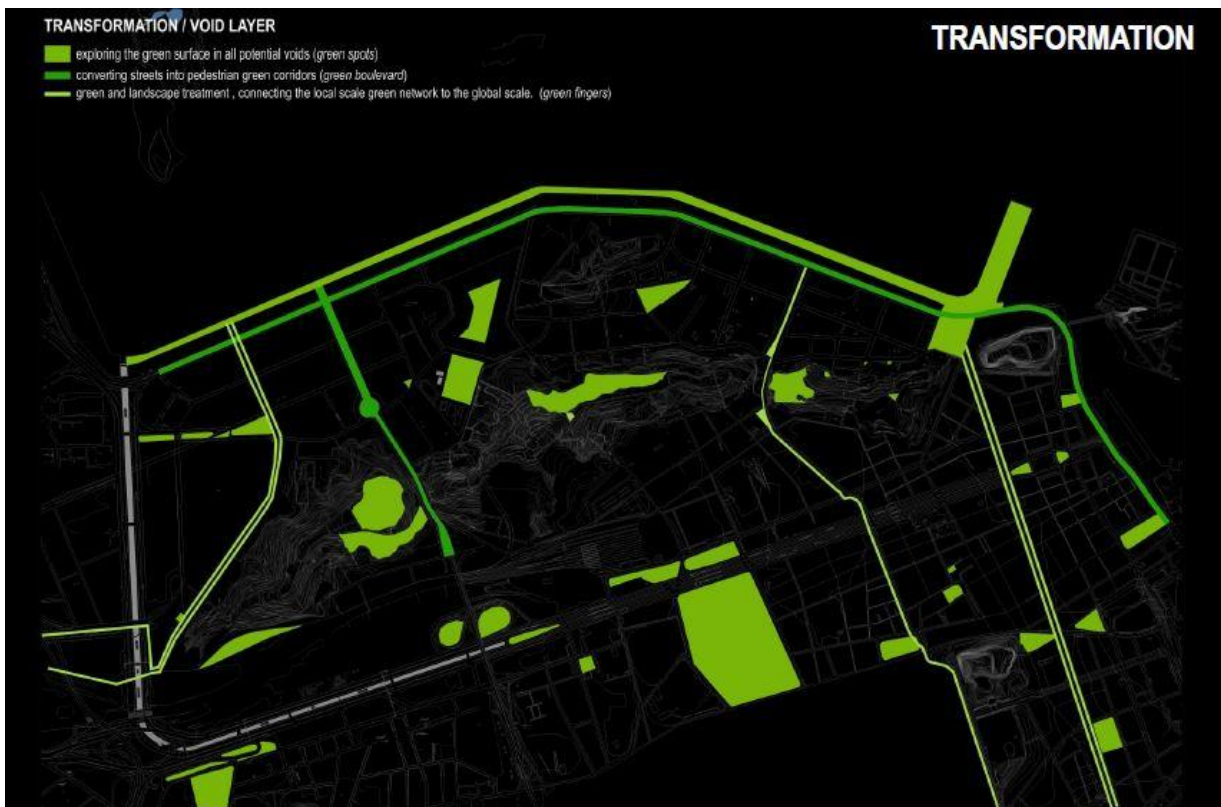 TRANSFORMATION / VOID LAYER
TRANSFORMATION
exploring the green surface in all potential voids (green spots)
converting streets into pedestrian green corridors (green boulevard)
green and landscape treatment , connecting the local scale green network to the global scale. (green fingers)